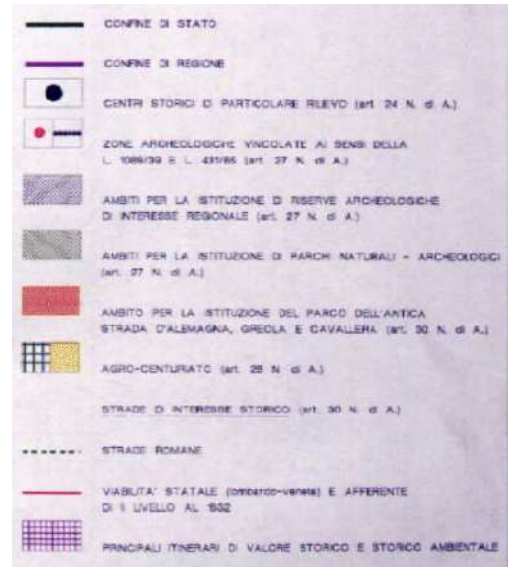 CONFINE DI STATO
CONFINE DI REGIONE
CENTRI STORICI DI PARTICOLARE RILIEVO (art. 24 N. di A.)
ZONE ARCHEOLOGICHE VINCOLATE AI SENSI DELLA
L. 1089/39 E L. 431/85 (art. 27 N. di A.)
AMBITI PER LA ISTITUZIONE DI RISERVE ARCHEOLOGICHE
DI INTERESSE REGIONALE (art. 27 N. di A.)
AMBITI PER LA ISTITUZIONE DI PARCHI NATURALI - ARCHEOLOGICI
(art. 27 N. di A.)
AMBITO PER LA ISTITUZIONE DEL PARCO DELL'ANTICA
STRADA D'ALEMAGNA, GREOLA E CAVALLERA (art. 30 N. di A.)
AGRO-CENTURIATO (art. 28 N. di A.)
STRADE DI INTERESSE STORICO (art. 30 N. di A.)
STRADE ROMANE
VIABILITA' STATALE (lombardo-veneta) E AFFERENTE
DI II LIVELLO AL 1832
PRINCIPALI ITINERARI DI VALORE STORICO E STORICO AMBIENTALE